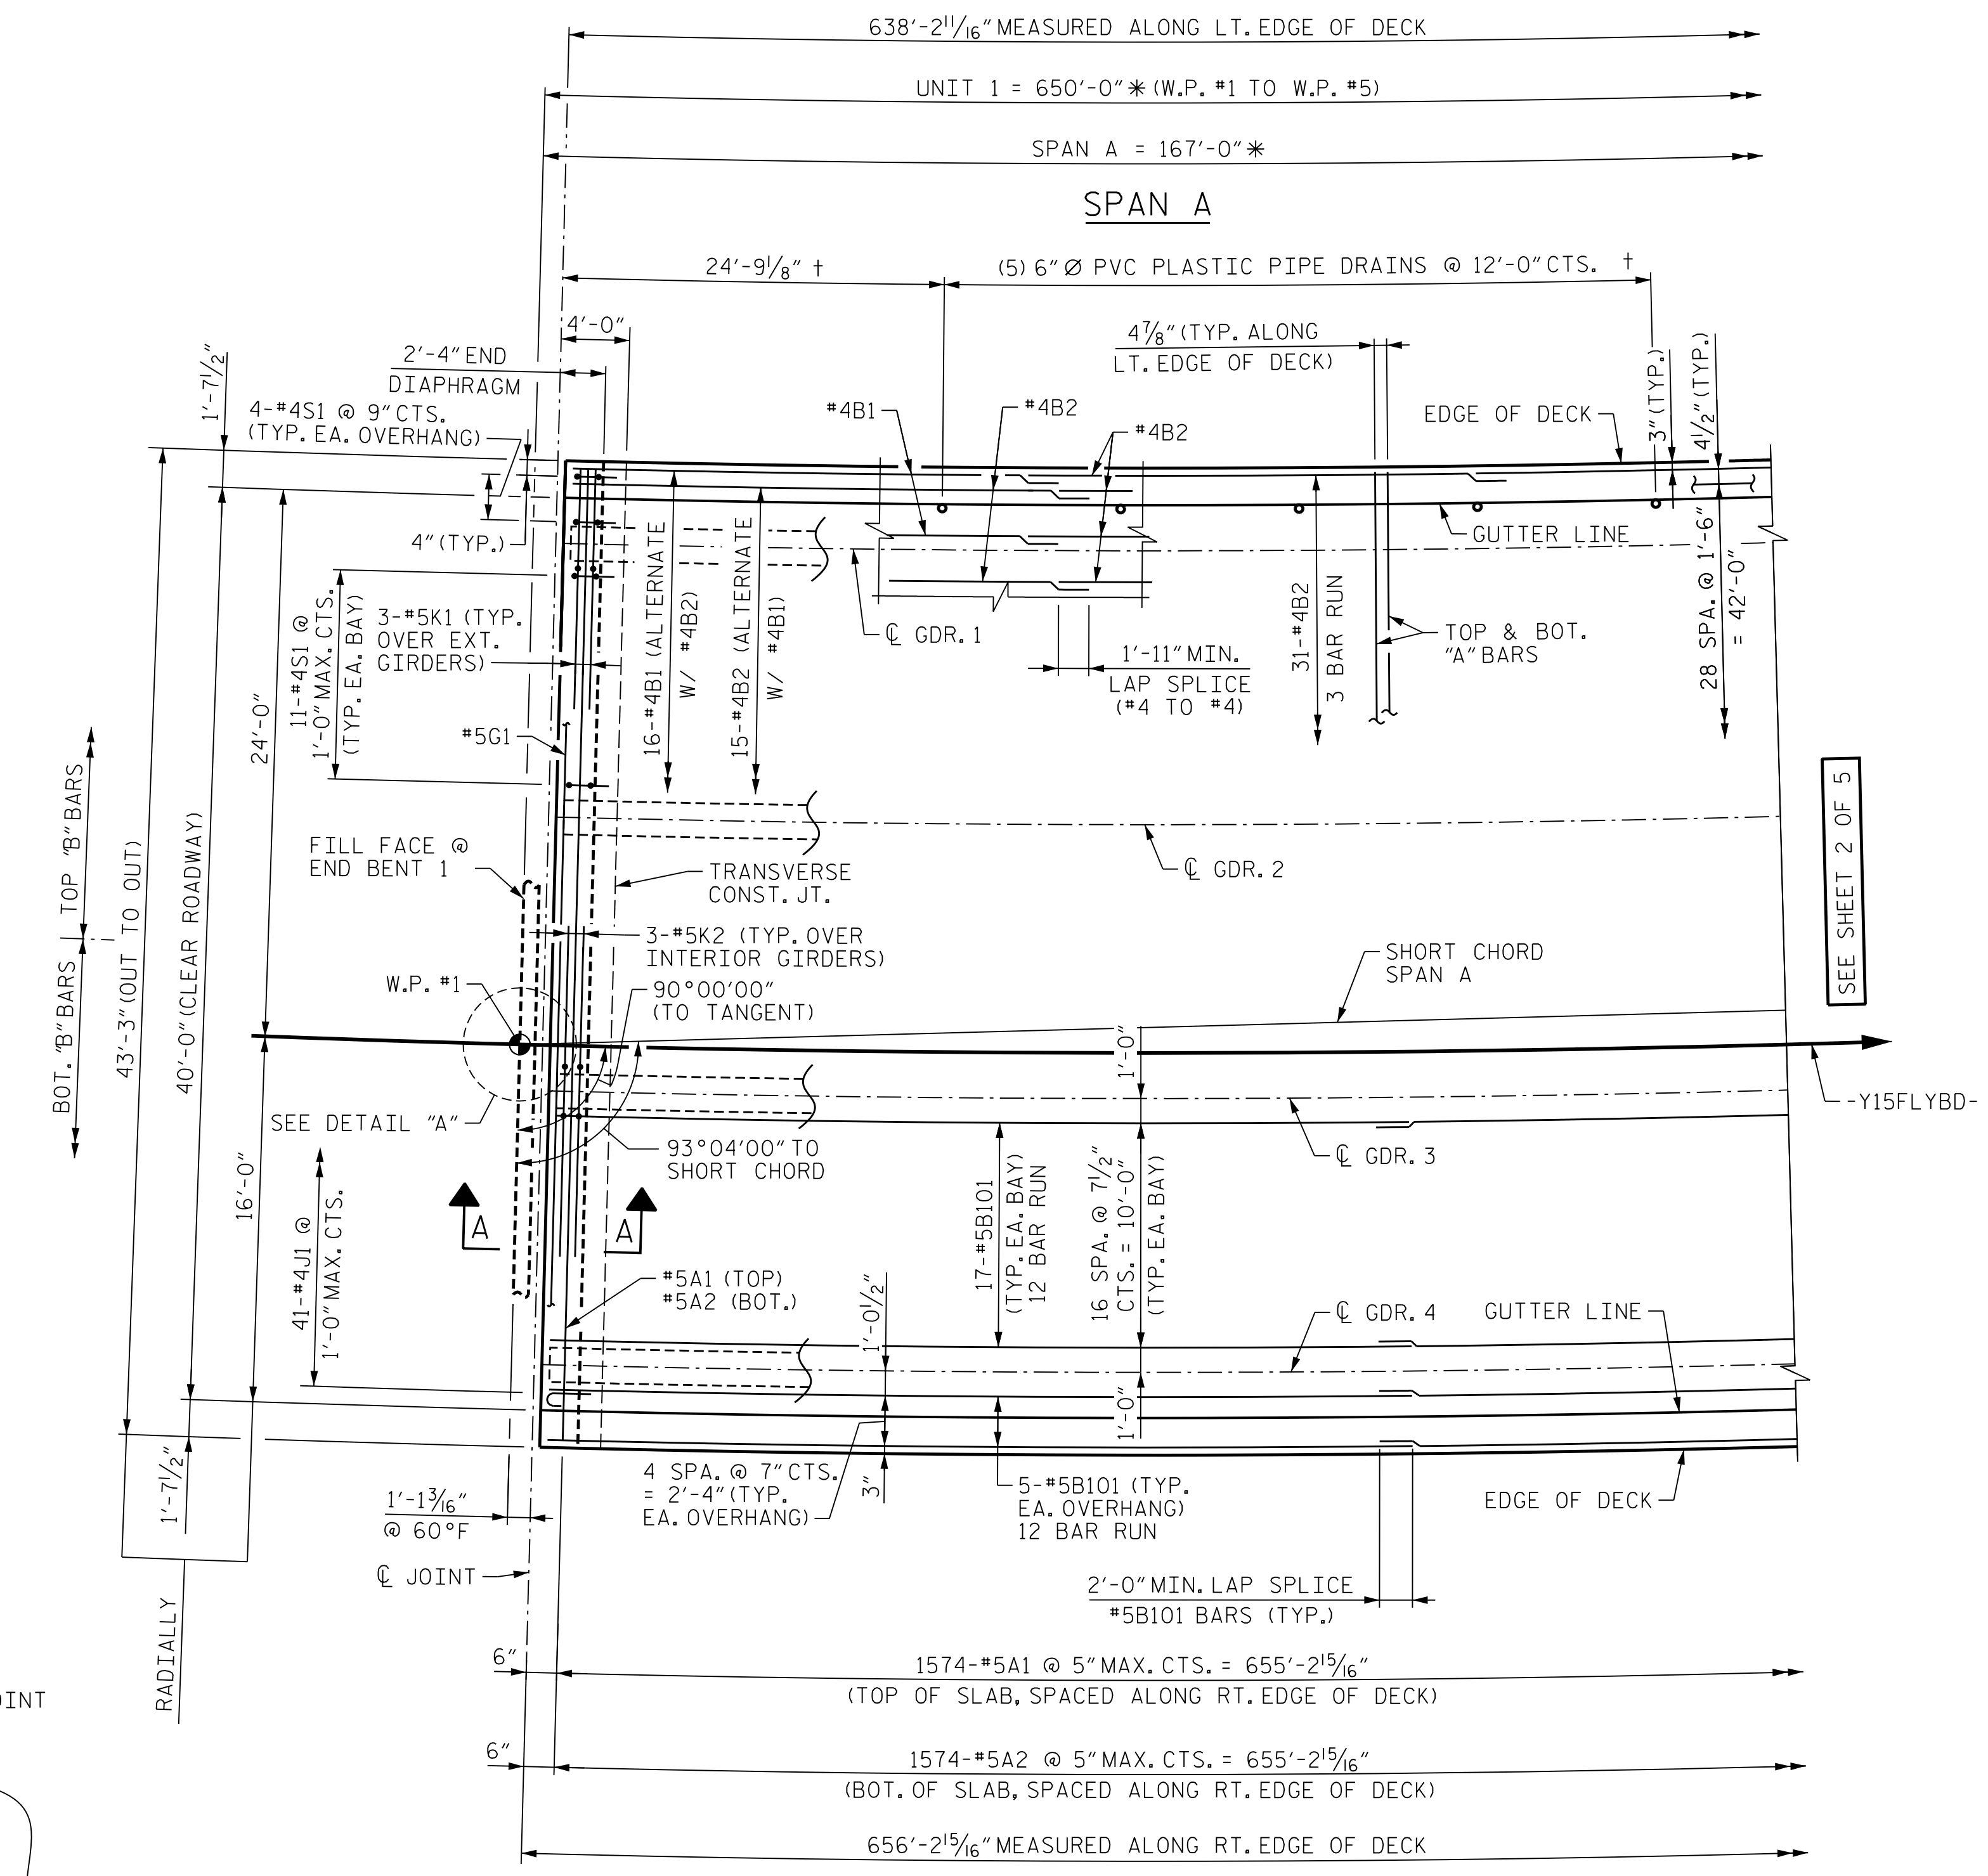 638'-2 11/16" MEASURED ALONG LT. EDGE OF DECK
UNIT 1 = 650'-0"* (W.P. #1 TO W.P. #5)
SPAN A = 167'-0"*
SPAN A
24'-9 1/8" †
(5) 6"Ø PVC PLASTIC PIPE DRAINS @ 12'-0" CTS. †
4'-0"
2'-4" END
DIAPHRAGM
4 7/8" (TYP. ALONG
LT. EDGE OF DECK)
1'-7 1/2"
4-#4S1 @ 9" CTS.
(TYP. EA. OVERHANG)
#4B1
#4B2
#4B2
EDGE OF DECK
3" (TYP.)
4 1/2" (TYP.)
4" (TYP.)
GUTTER LINE
28 SPA. @ 1'-6"
= 42'-0"
11-#4S1 @
1'-0" MAX. CTS.
(TYP. EA. BAY)
3-#5K1 (TYP.
OVER EXT.
GIRDERS)
16-#4B1 (ALTERNATE
W/ #4B2)
15-#4B2 (ALTERNATE
W/ #4B1)
℄ GDR. 1
31-#4B2
3 BAR RUN
TOP & BOT.
"A" BARS
1'-11" MIN.
LAP SPLICE
(#4 TO #4)
24'-0"
#5G1
TOP "B" BARS
BOT. "B" BARS
43'-3" (OUT TO OUT)
40'-0" (CLEAR ROADWAY)
FILL FACE @
END BENT 1
TRANSVERSE
CONST. JT.
℄ GDR. 2
SEE SHEET 2 OF 5
3-#5K2 (TYP. OVER
INTERIOR GIRDERS)
SHORT CHORD
SPAN A
W.P. #1
90°00'00"
(TO TANGENT)
1'-0"
-Y15FLYBD-
SEE DETAIL "A"
93°04'00" TO
SHORT CHORD
℄ GDR. 3
16'-0"
41-#4J1 @
1'-0" MAX. CTS.
A
A
17-#5B101
(TYP. EA. BAY)
12 BAR RUN
16 SPA. @ 7 1/2"
CTS. = 10'-0"
(TYP. EA. BAY)
#5A1 (TOP)
#5A2 (BOT.)
1'-0 1/2"
℄ GDR. 4
GUTTER LINE
1'-0"
1'-7 1/2"
4 SPA. @ 7" CTS.
= 2'-4" (TYP.
EA. OVERHANG)
3"
5-#5B101 (TYP.
EA. OVERHANG)
12 BAR RUN
EDGE OF DECK
1'-1 3/16"
@ 60°F
℄ JOINT
2'-0" MIN. LAP SPLICE
#5B101 BARS (TYP.)
RADIALLY
6"
1574-#5A1 @ 5" MAX. CTS. = 655'-2 15/16"
(TOP OF SLAB, SPACED ALONG RT. EDGE OF DECK)
6"
1574-#5A2 @ 5" MAX. CTS. = 655'-2 15/16"
(BOT. OF SLAB, SPACED ALONG RT. EDGE OF DECK)
656'-2 15/16" MEASURED ALONG RT. EDGE OF DECK